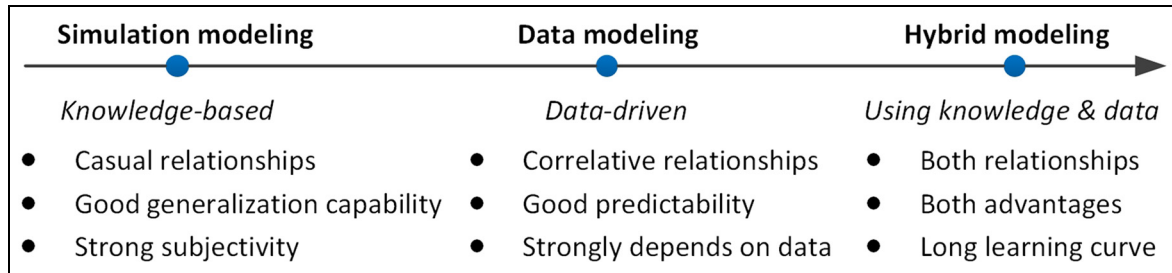 Simulation modeling
Data modeling
Hybrid modeling
Knowledge-based
Data-driven
Using knowledge & data
● Casual relationships
● Correlative relationships
● Both relationships
● Good generalization capability
● Good predictability
● Both advantages
● Strong subjectivity
● Strongly depends on data
● Long learning curve